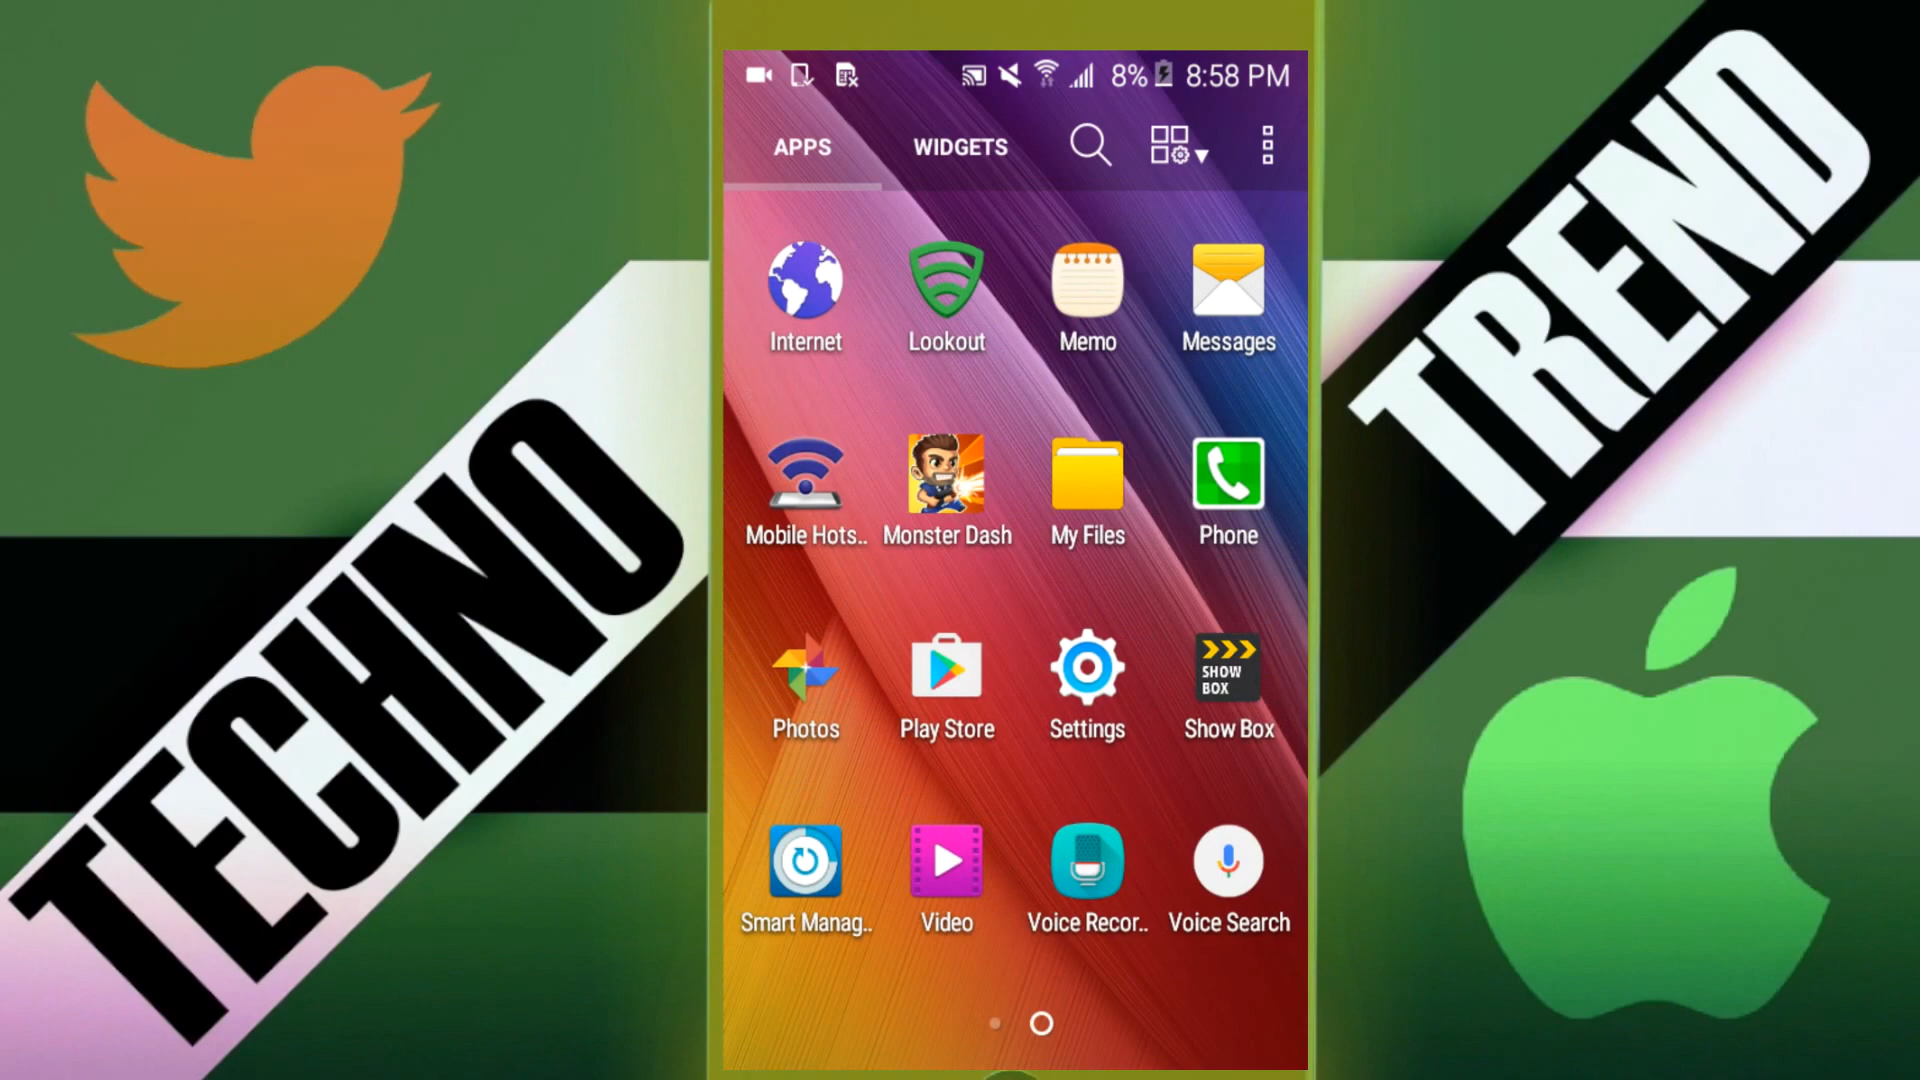 8% 8:58 PM
APPS WIDGETS
Internet Lookout Memo Messages
Mobile Hots.. Monster Dash My Files Phone
SHOW
BOX
Photos Play Store Settings Show Box
Smart Manag.. Video Voice Recor.. Voice Search
TECHNO
TREND